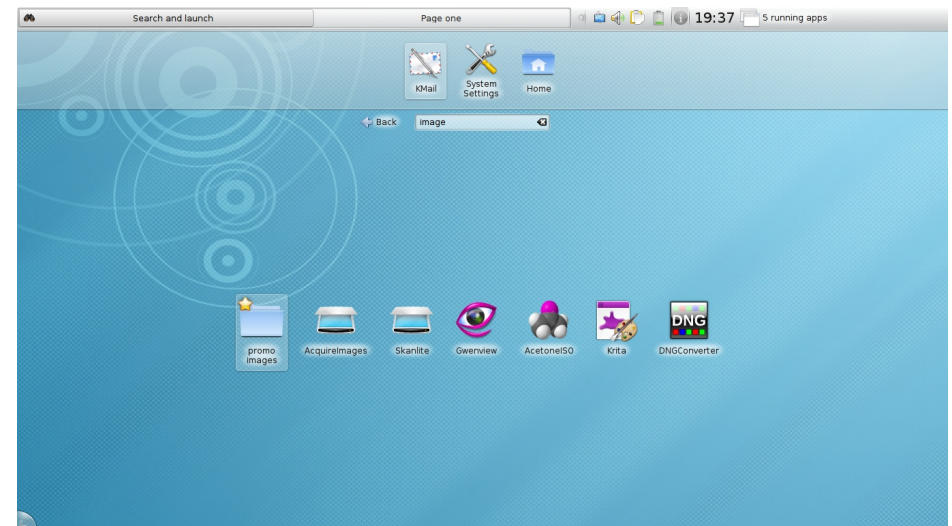 Search and launch
Page one
19:37
5 running apps
KMail
System
Settings
Home
Back
image
promo
images
AcquireImages
Skanlite
Gwenview
AcetoneISO
Krita
DNG
DNGConverter